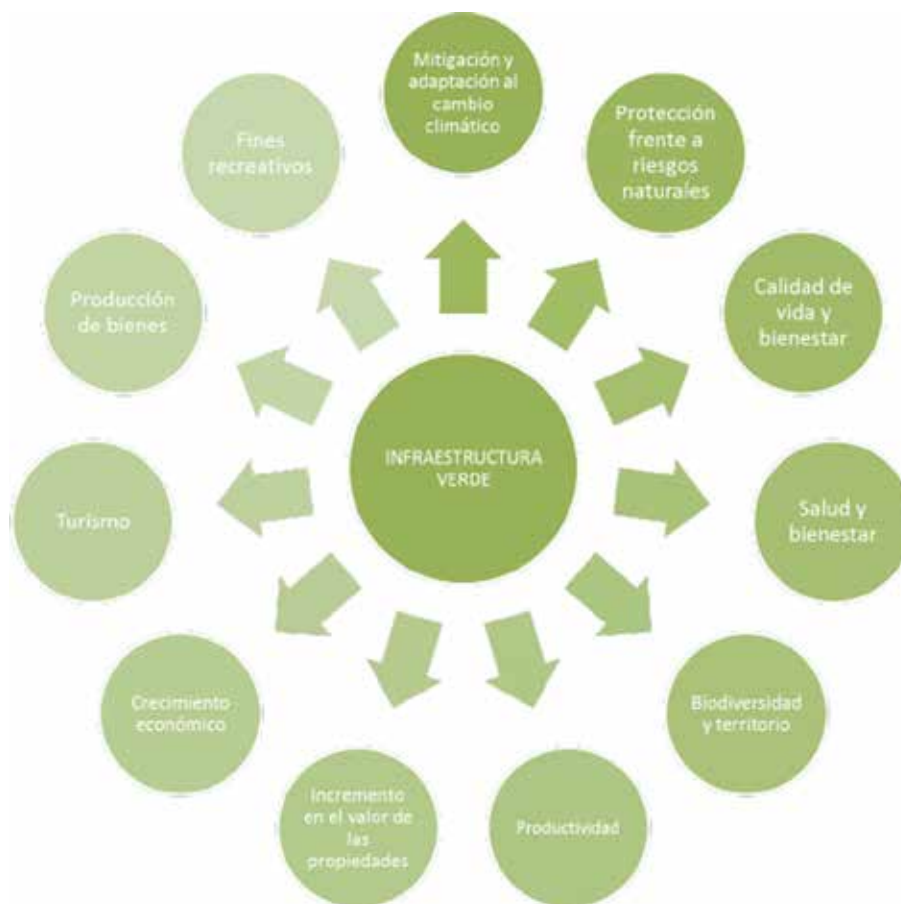 Mitigación y
adaptación al
cambio
climático
Protección
frente a
riesgos
naturales
Calidad de
vida y
bienestar
Salud y
bienestar
Biodiversidad
y territorio
Productividad
Incremento
en el valor de
las
propiedades
Crecimiento
económico
Turismo
Producción
de bienes
Fines
recreativos
INFRAESTRUCTURA
VERDE